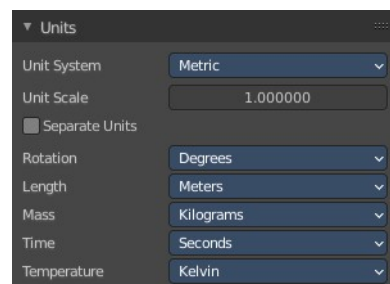 Units
Unit System Metric
Unit Scale 1.000000
Separate Units
Rotation Degrees
Length Meters
Mass Kilograms
Time Seconds
Temperature Kelvin